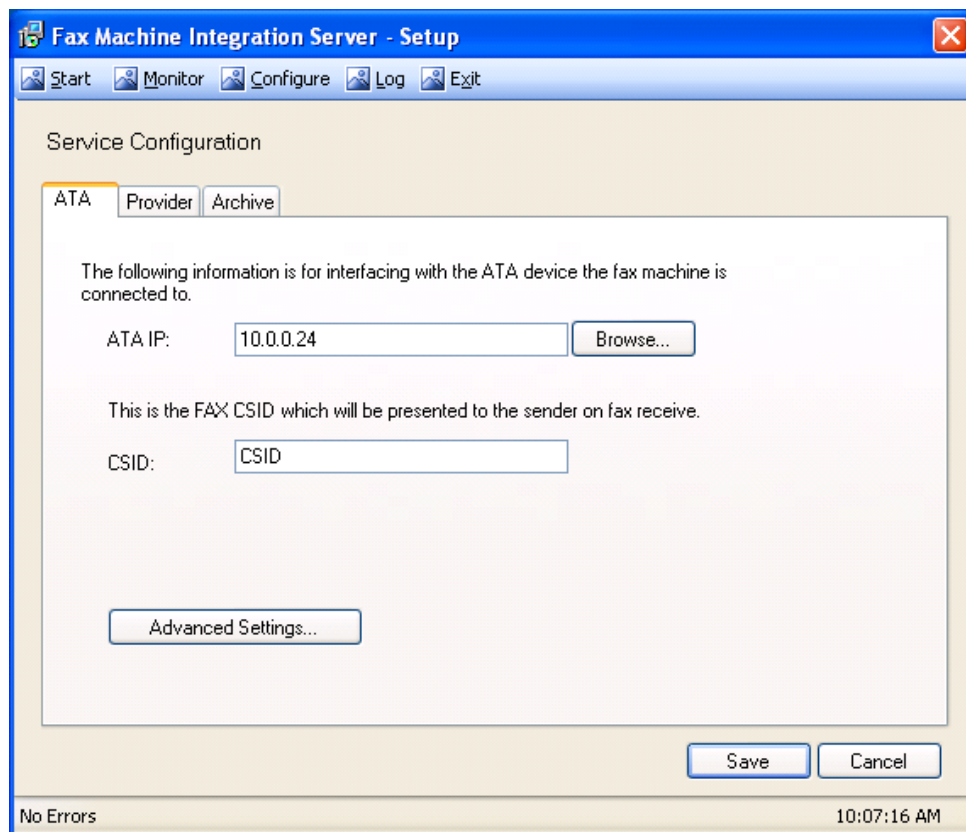 Fax Machine Integration Server - Setup
Start Monitor Configure Log Exit
Service Configuration
ATA Provider Archive
The following information is for interfacing with the ATA device the fax machine is
connected to.
ATA IP: 10.0.0.24 Browse...
This is the FAX CSID which will be presented to the sender on fax receive.
CSID: CSID
Advanced Settings...
Save Cancel
No Errors 10:07:16 AM